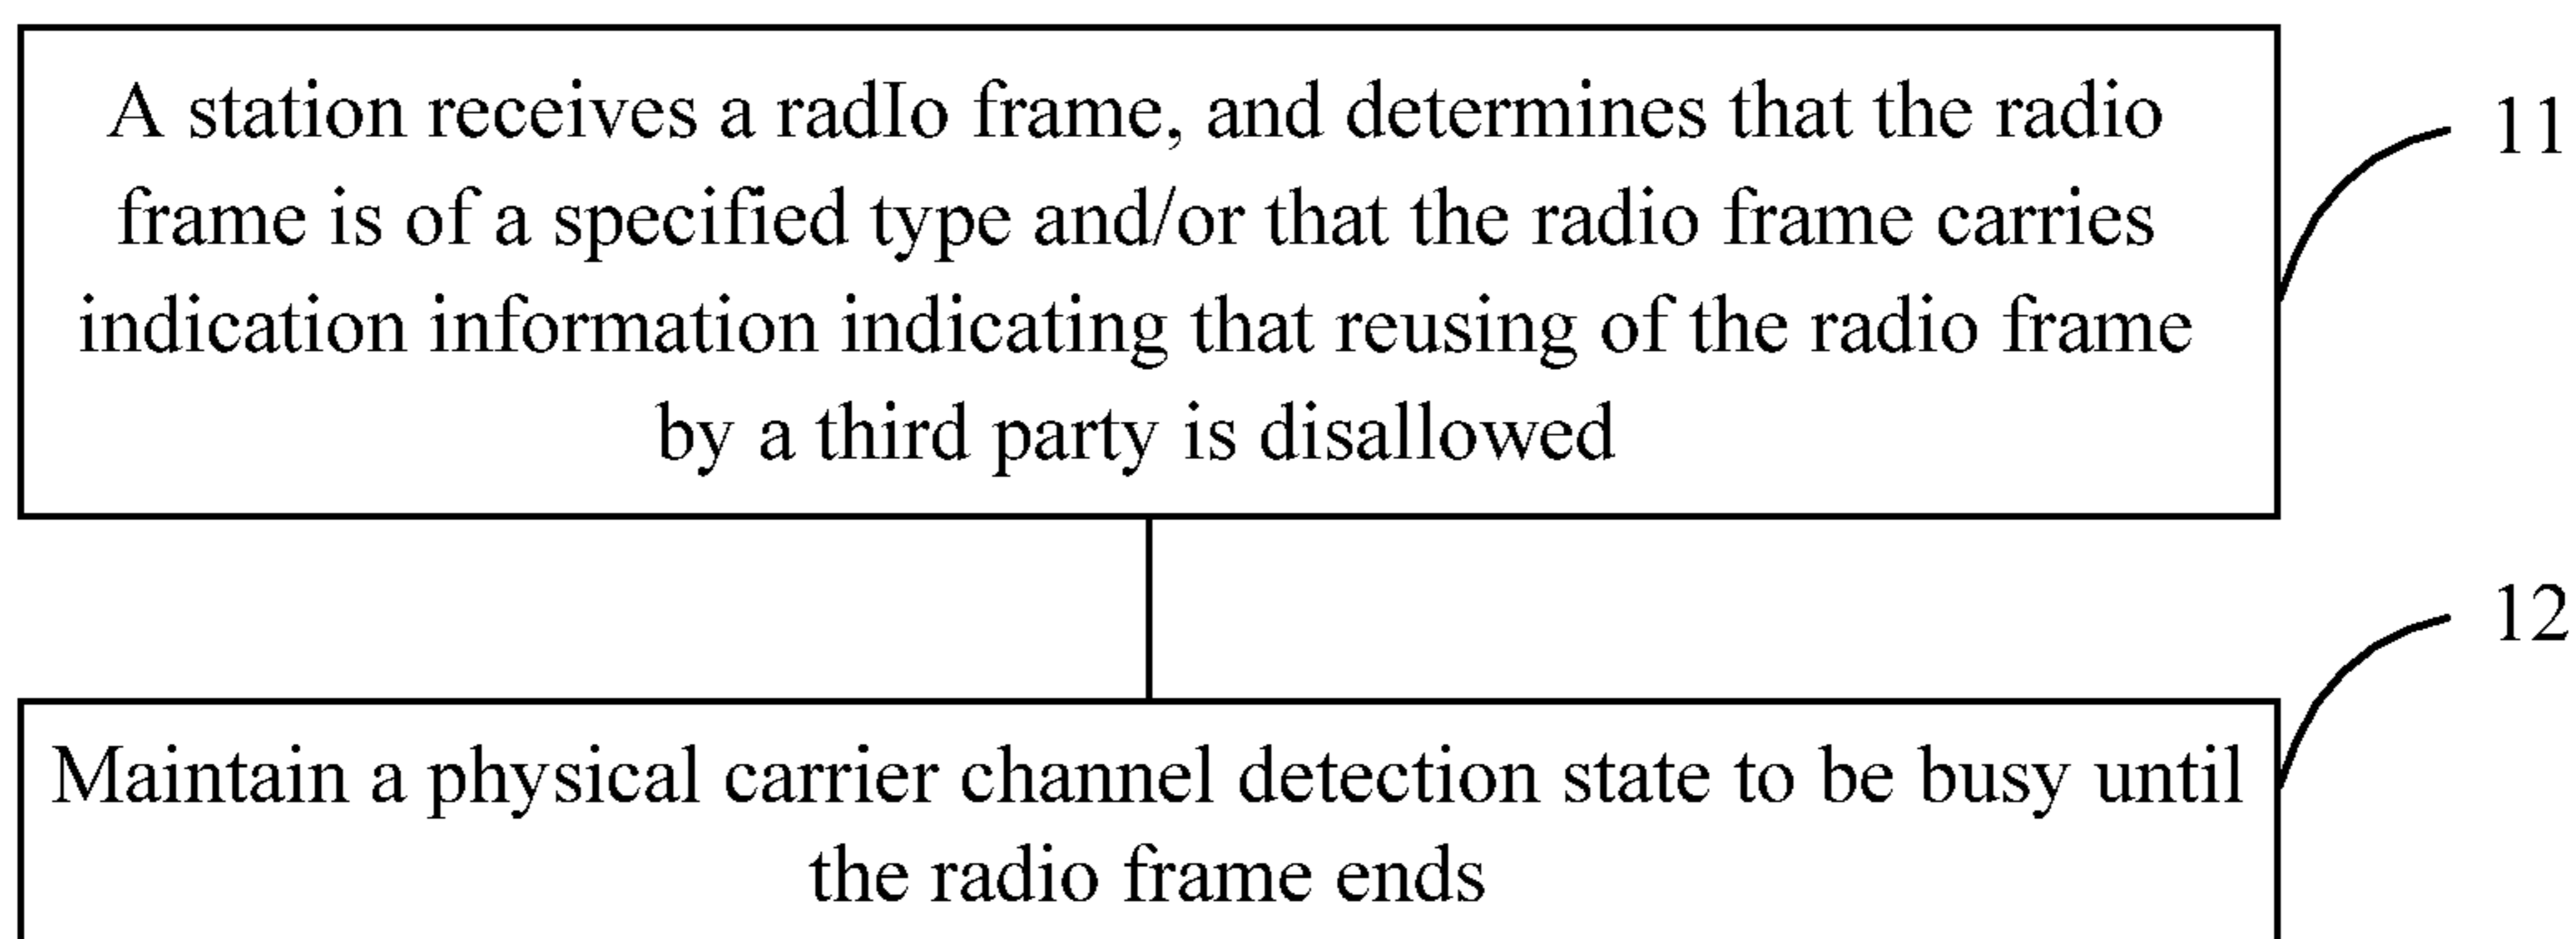 A station receives a radIo frame, and determines that the radio
frame is of a specified type and/or that the radio frame carries
indication information indicating that reusing of the radio frame
by a third party is disallowed
11
Maintain a physical carrier channel detection state to be busy until
the radio frame ends
12